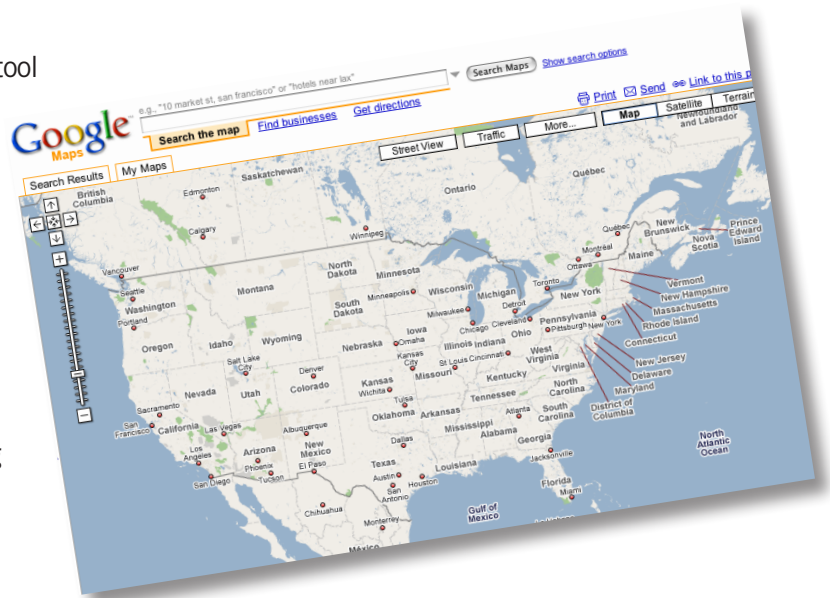 tool
e.g., "10 market st, san francisco" or "hotels near lax"
Search Maps
Show search options
Google
Maps
Search the map
Find businesses
Get directions
Print
Send
Link to this p
Search Results
My Maps
Street View
Traffic
More...
Map
Satellite
Terrain
British
Columbia
Edmonton
Saskatchewan
Calgary
Winnipeg
Ontario
Québec
Newfoundland
and Labrador
Vancouver
Seattle
Washington
Portland
Montana
North
Dakota
Minnesota
Minneapolis
Wisconsin
Michigan
Toronto
Ottawa
Montréal
Québec
New
Brunswick
Prince
Edward
Island
Nova
Scotia
Maine
Vermont
New Hampshire
Massachusetts
Rhode Island
Connecticut
New York
Oregon
Idaho
Wyoming
South
Dakota
Milwaukee
Detroit
Chicago
Cleveland
Pennsylvania
Pittsburgh
New York
Iowa
Nebraska
Omaha
Illinois
Indiana
Ohio
New Jersey
Delaware
Maryland
District of
Columbia
Salt Lake
City
Nevada
Utah
Denver
Colorado
Kansas
Wichita
Kansas
City
Missouri
St Louis
Cincinnati
West
Virginia
Virginia
Kentucky
Sacramento
San
Francisco
California
Las Vegas
Albuquerque
Tulsa
Oklahoma
Arkansas
Tennessee
North
Carolina
Los
Angeles
Arizona
Phoenix
New
Mexico
Dallas
Mississippi
Alabama
Atlanta
South
Carolina
Georgia
San Diego
Tucson
El Paso
Texas
Austin
San
Antonio
Houston
Louisiana
Jacksonville
Florida
Miami
North
Atlantic
Ocean
Chihuahua
Monterrey
Gulf of
Mexico
México